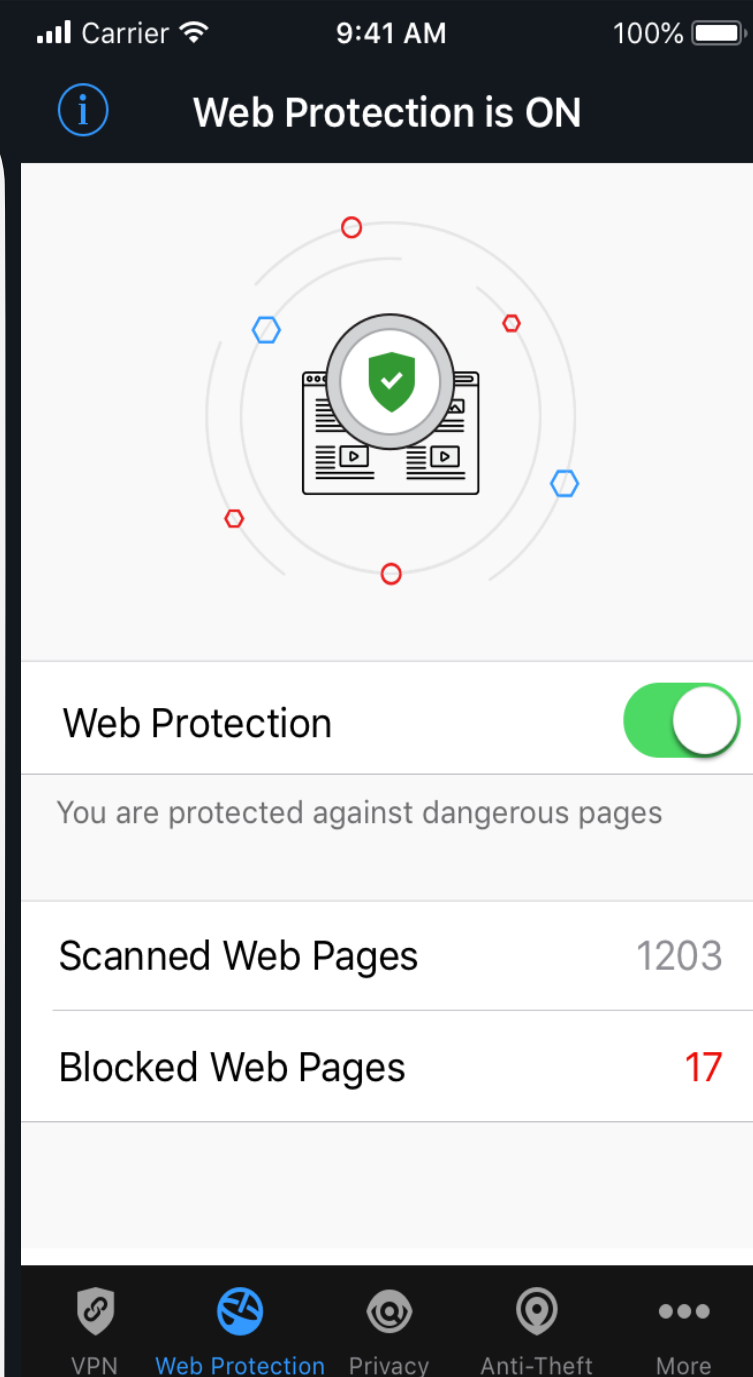 Carrier 9:41 AM 100%
i Web Protection is ON
Web Protection
You are protected against dangerous pages
Scanned Web Pages 1203
Blocked Web Pages 17
VPN Web Protection Privacy Anti-Theft More